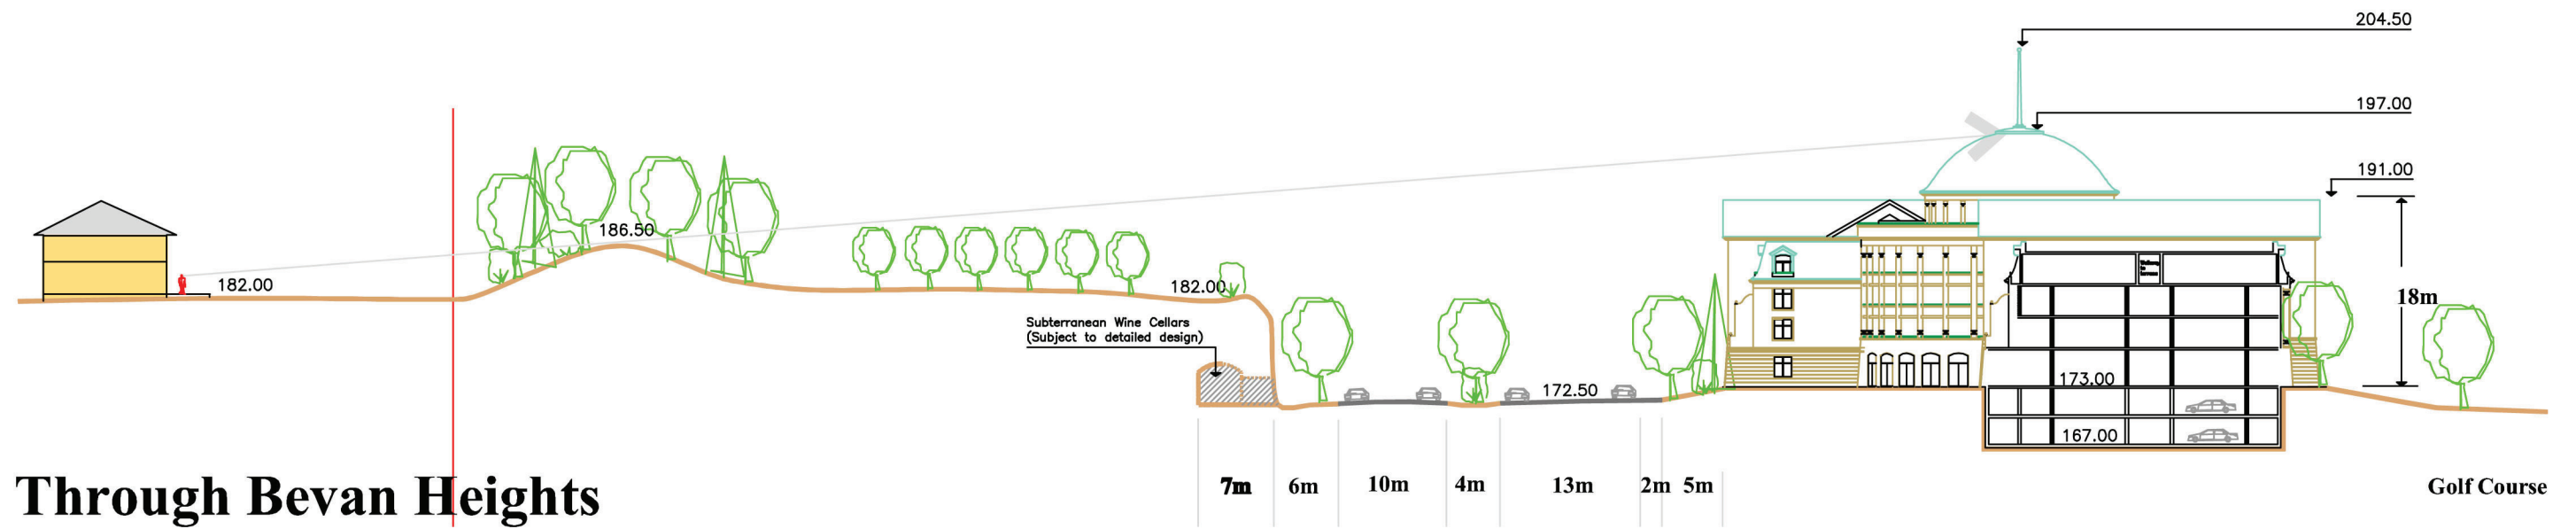 204.50
197.00
191.00
186.50
182.00
182.00
18m
Subterranean Wine Cellars
(Subject to detailed design)
172.50
173.00
167.00
7m 6m 10m 4m 13m 2m 5m
Through Bevan Heights
Golf Course